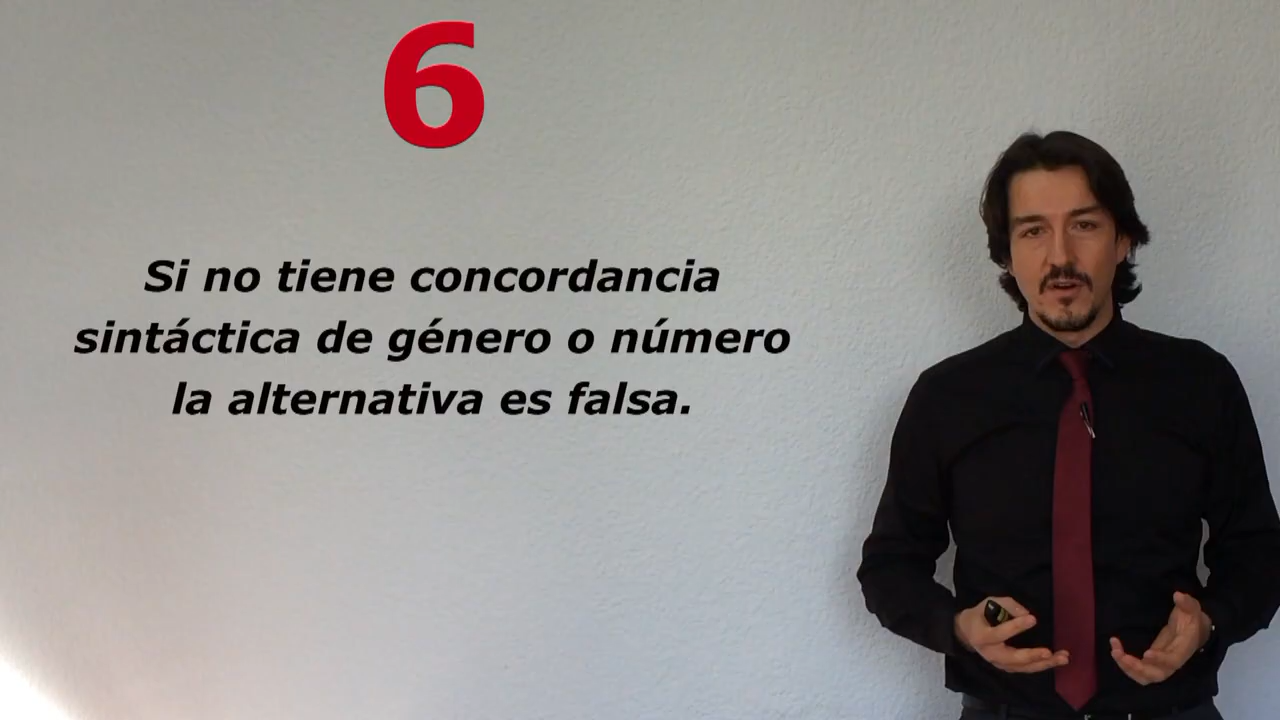 6
Si no tiene concordancia
sintáctica de género o número
la alternativa es falsa.